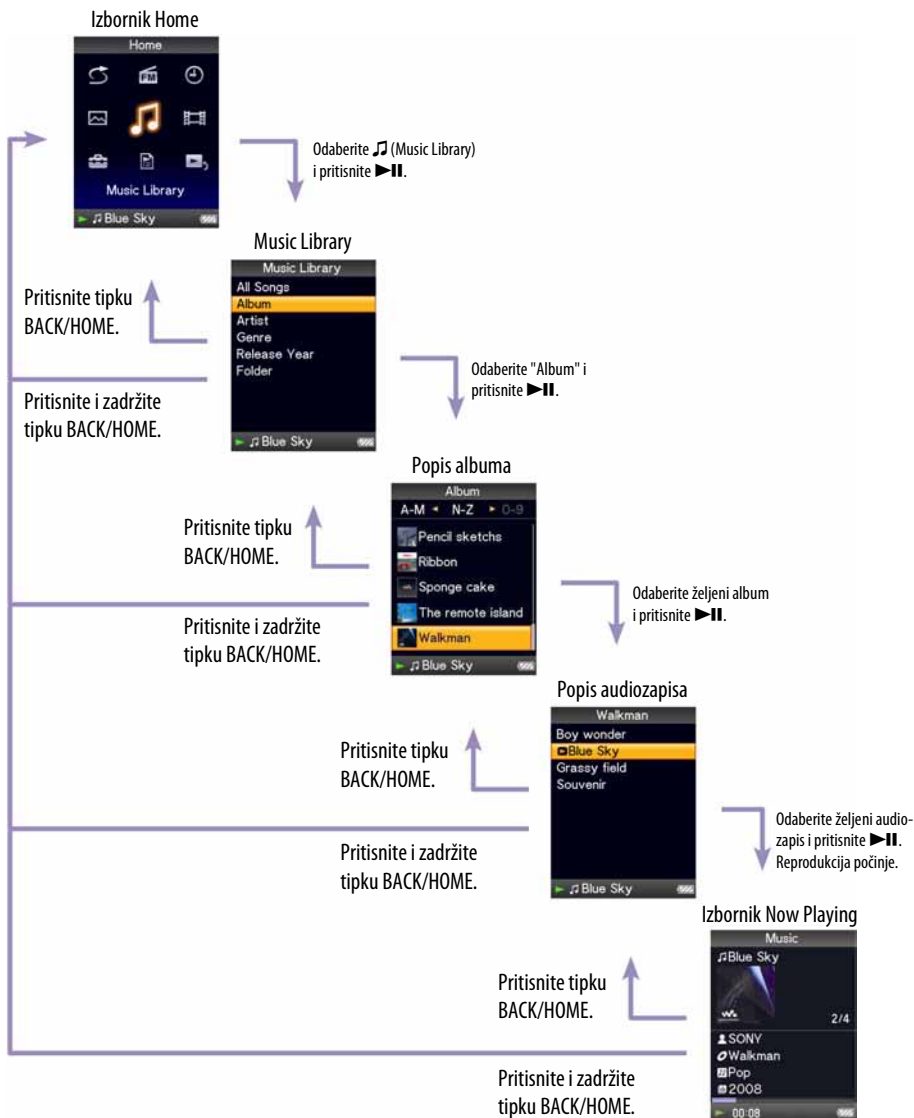 Izbornik Home
Home
Music Library
Blue Sky
Odaberite ♫ (Music Library)
i pritisnite ►II.
Music Library
Music Library
All Songs
Album
Artist
Genre
Release Year
Folder
Blue Sky
Pritisnite tipku
BACK/HOME.
Pritisnite i zadržite
tipku BACK/HOME.
Odaberite "Album" i
pritisnite ►II.
Popis albuma
Album
A-M N-Z 0-9
Pencil sketchs
Ribbon
Sponge cake
The remote island
Walkman
Blue Sky
Pritisnite tipku
BACK/HOME.
Pritisnite i zadržite
tipku BACK/HOME.
Odaberite željeni album
i pritisnite ►II.
Popis audiozapisa
Walkman
Boy wonder
Blue Sky
Grassy field
Souvenir
Blue Sky
Pritisnite tipku
BACK/HOME.
Pritisnite i zadržite
tipku BACK/HOME.
Odaberite željeni audio-
zapis i pritisnite ►II.
Reprodukcija počinje.
Izbornik Now Playing
Music
Blue Sky
2/4
SONY
Walkman
Pop
2008
00:08
Pritisnite tipku
BACK/HOME.
Pritisnite i zadržite
tipku BACK/HOME.